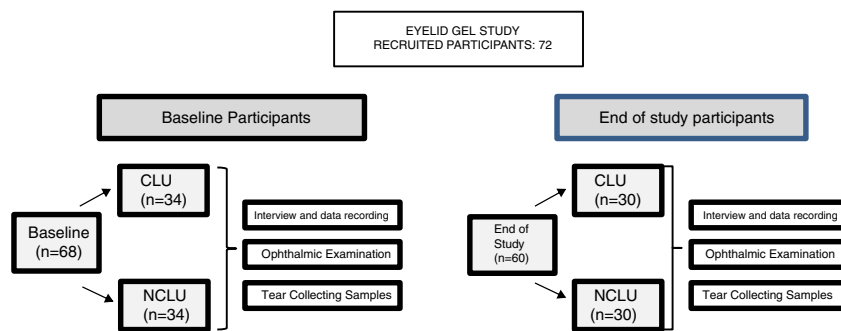 EYELID GEL STUDY
RECRUITED PARTICIPANTS: 72
Baseline Participants
Baseline
(n=68)
CLU
(n=34)
NCLU
(n=34)
Interview and data recording
Ophthalmic Examination
Tear Collecting Samples
End of study participants
End of
Study
(n=60)
CLU
(n=30)
NCLU
(n=30)
Interview and data recording
Ophthalmic Examination
Tear Collecting Samples